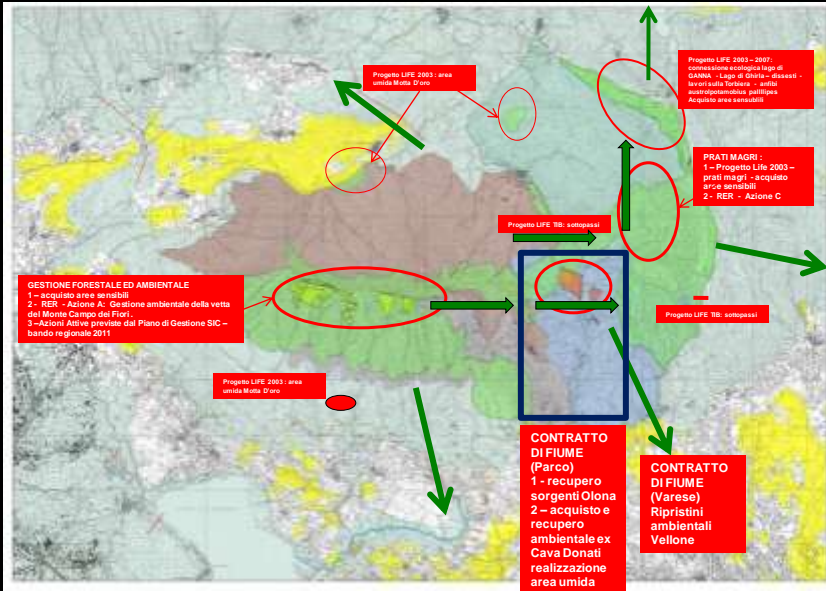 Progetto LIFE 2003 : area
umida Motta D'oro
Progetto LIFE 2003 – 2007:
connessione ecologica lago di
GANNA - Lago di Ghirla – dissesti -
lavori sulla Torbiera - anfibi
austrofpotamobius pallipes
Acquisto aree sensublili
PRATI MAGRI :
1 – Progetto Life 2003 –
prati magri - acquisto
aree sensibili
2 - RER - Azione C
Progetto LIFE TIB: sottopassi
GESTIONE FORESTALE ED AMBIENTALE
1 – acquisto aree sensibili
2 - RER - Azione A: Gestione ambientale della vetta
del Monte Campo dei Fiori.
3 –Azioni Attive previste dal Piano di Gestione SIC –
bando regionale 2011
Progetto LIFE TIB: sottopassi
Progetto LIFE 2003 : area
umida Motta D'oro
CONTRATTO
DI FIUME
(Parco)
1 - recupero
sorgenti Olona
2 – acquisto e
recupero
ambientale ex
Cava Donati
realizzazione
area umida
CONTRATTO
DI FIUME
(Varese)
Ripristini
ambientali
Vellone